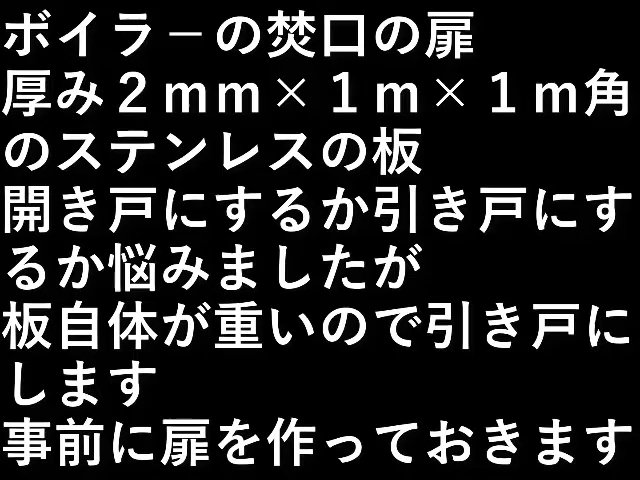 ボイラ－の焚口の扉
厚み２ｍｍ×１ｍ×１ｍ角
のステンレスの板
開き戸にするか引き戸にす
るか悩みましたが
板自体が重いので引き戸に
します
事前に扉を作っておきます